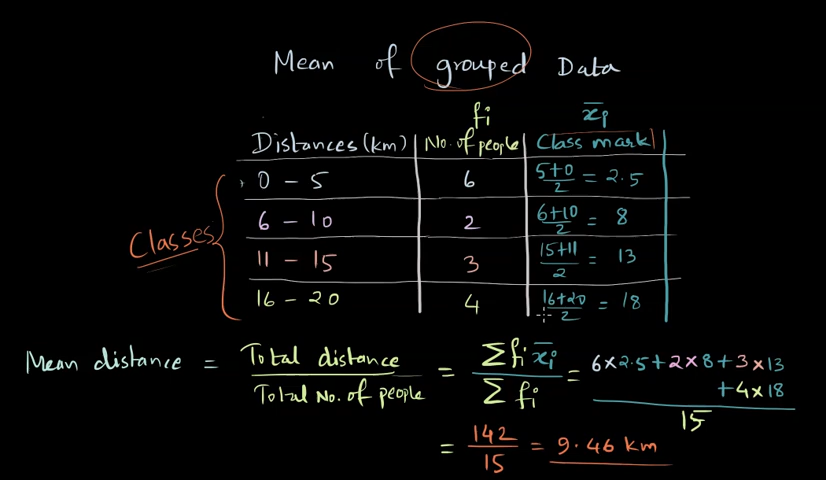 Mean of grouped Data
fi x̄i
Distances (km) No. of people Class mark
0 - 5 6 5+0/2 = 2.5
6 - 10 2 6+10/2 = 8
11 - 15 3 15+11/2 = 13
16 - 20 4 16+20/2 = 18
Classes
Mean distance = Total distance/Total No. of people = Σ fi x̄i/Σ fi = 6×2.5+2×8+3×13+4×18/15
= 142/15 = 9.46 km